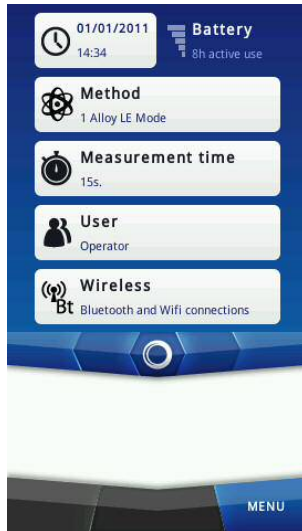 01/01/2011
14:34
Battery
8h active use
Method
1 Alloy LE Mode
Measurement time
15s.
User
Operator
Wireless
Bt
Bluetooth and Wifi connections
MENU